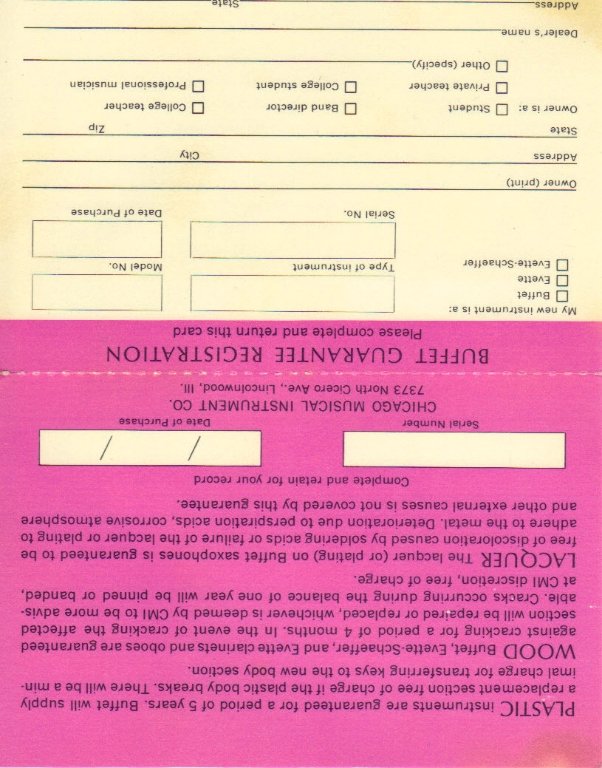 PLASTIC instruments are guaranteed for a period of 5 years. Buffet will supply
a replacement section free of charge if the plastic body breaks. There will be a min-
imal charge for transferring keys to the new body section.
WOOD Buffet, Evette-Schaeffer, and Evette clarinets and oboes are guaranteed
against cracking for a period of 4 months. In the event of cracking the affected
section will be repaired or replaced, whichever is deemed by CMI to be more advis-
able. Cracks occurring during the balance of one year will be pinned or banded,
at CMI discretion, free of charge.
LACQUER The lacquer (or plating) on Buffet saxophones is guaranteed to be
free of discoloration caused by soldering acids or failure of the lacquer or plating to
adhere to the metal. Deterioration due to perspiration acids, corrosive atmosphere
and other external causes is not covered by this guarantee.
Complete and retain for your record
/ /
Serial Number Date of Purchase
CHICAGO MUSICAL INSTRUMENT CO.
7373 North Cicero Ave., Lincolnwood, Ill.
BUFFET GUARANTEE REGISTRATION
Please complete and return this card
My new instrument is a:
Buffet
Evette
Evette-Schaeffer
Type of instrument Model No.
Serial No. Date of Purchase
Owner (print)
Address City
State Zip
Owner is a: Student Band director College teacher
Private teacher College student Professional musician
Other (specify)
Dealer's name
Address State